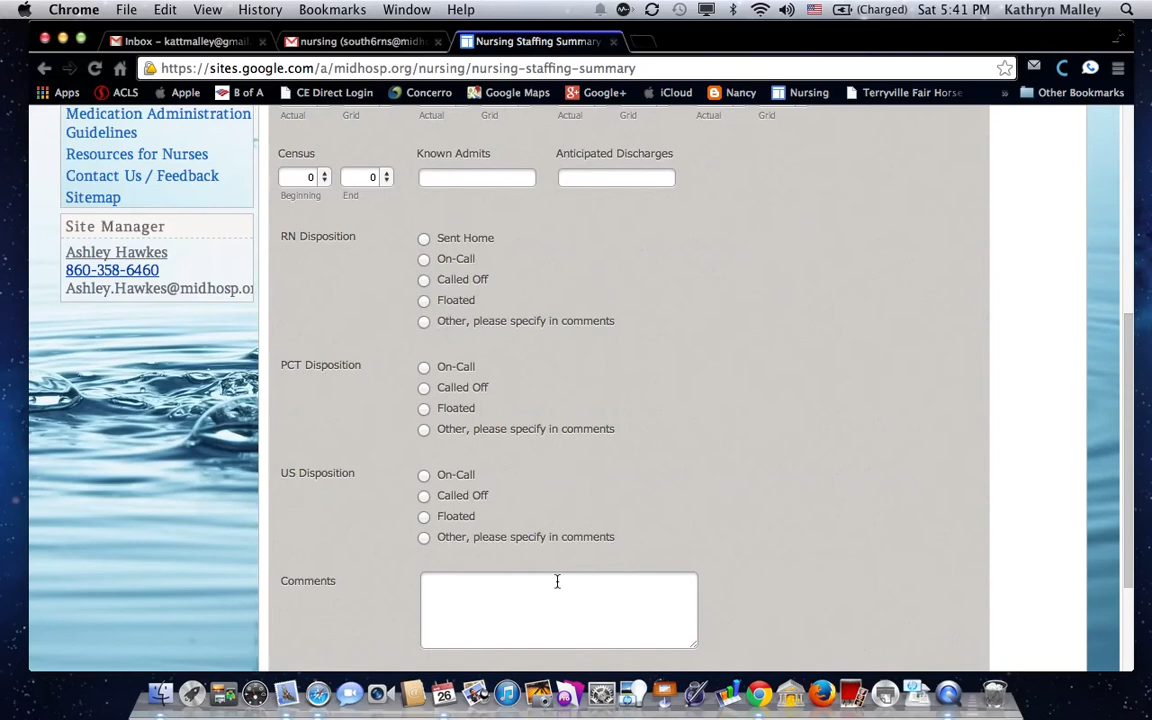 Chrome File Edit View History Bookmarks Window Help (Charged) Sat 5:41 PM Kathryn Malley
Inbox – kattmalley@gmail. nursing (south6rns@midh Nursing Staffing Summary
https://sites.google.com/a/midhosp.org/nursing/nursing-staffing-summary
Apps ACLS Apple B of A CE Direct Login Concerro Google Maps Google+ iCloud Nancy Nursing Terryville Fair Horse » Other Bookmarks
Medication Administration
Guidelines
Resources for Nurses
Contact Us / Feedback
Sitemap
Site Manager
Ashley Hawkes
860-358-6460
Ashley.Hawkes@midhosp.or
Actual Grid Actual Grid Actual Grid Actual Grid
Census Known Admits Anticipated Discharges
0 0
Beginning End
RN Disposition
Sent Home
On-Call
Called Off
Floated
Other, please specify in comments
PCT Disposition
On-Call
Called Off
Floated
Other, please specify in comments
US Disposition
On-Call
Called Off
Floated
Other, please specify in comments
Comments
26